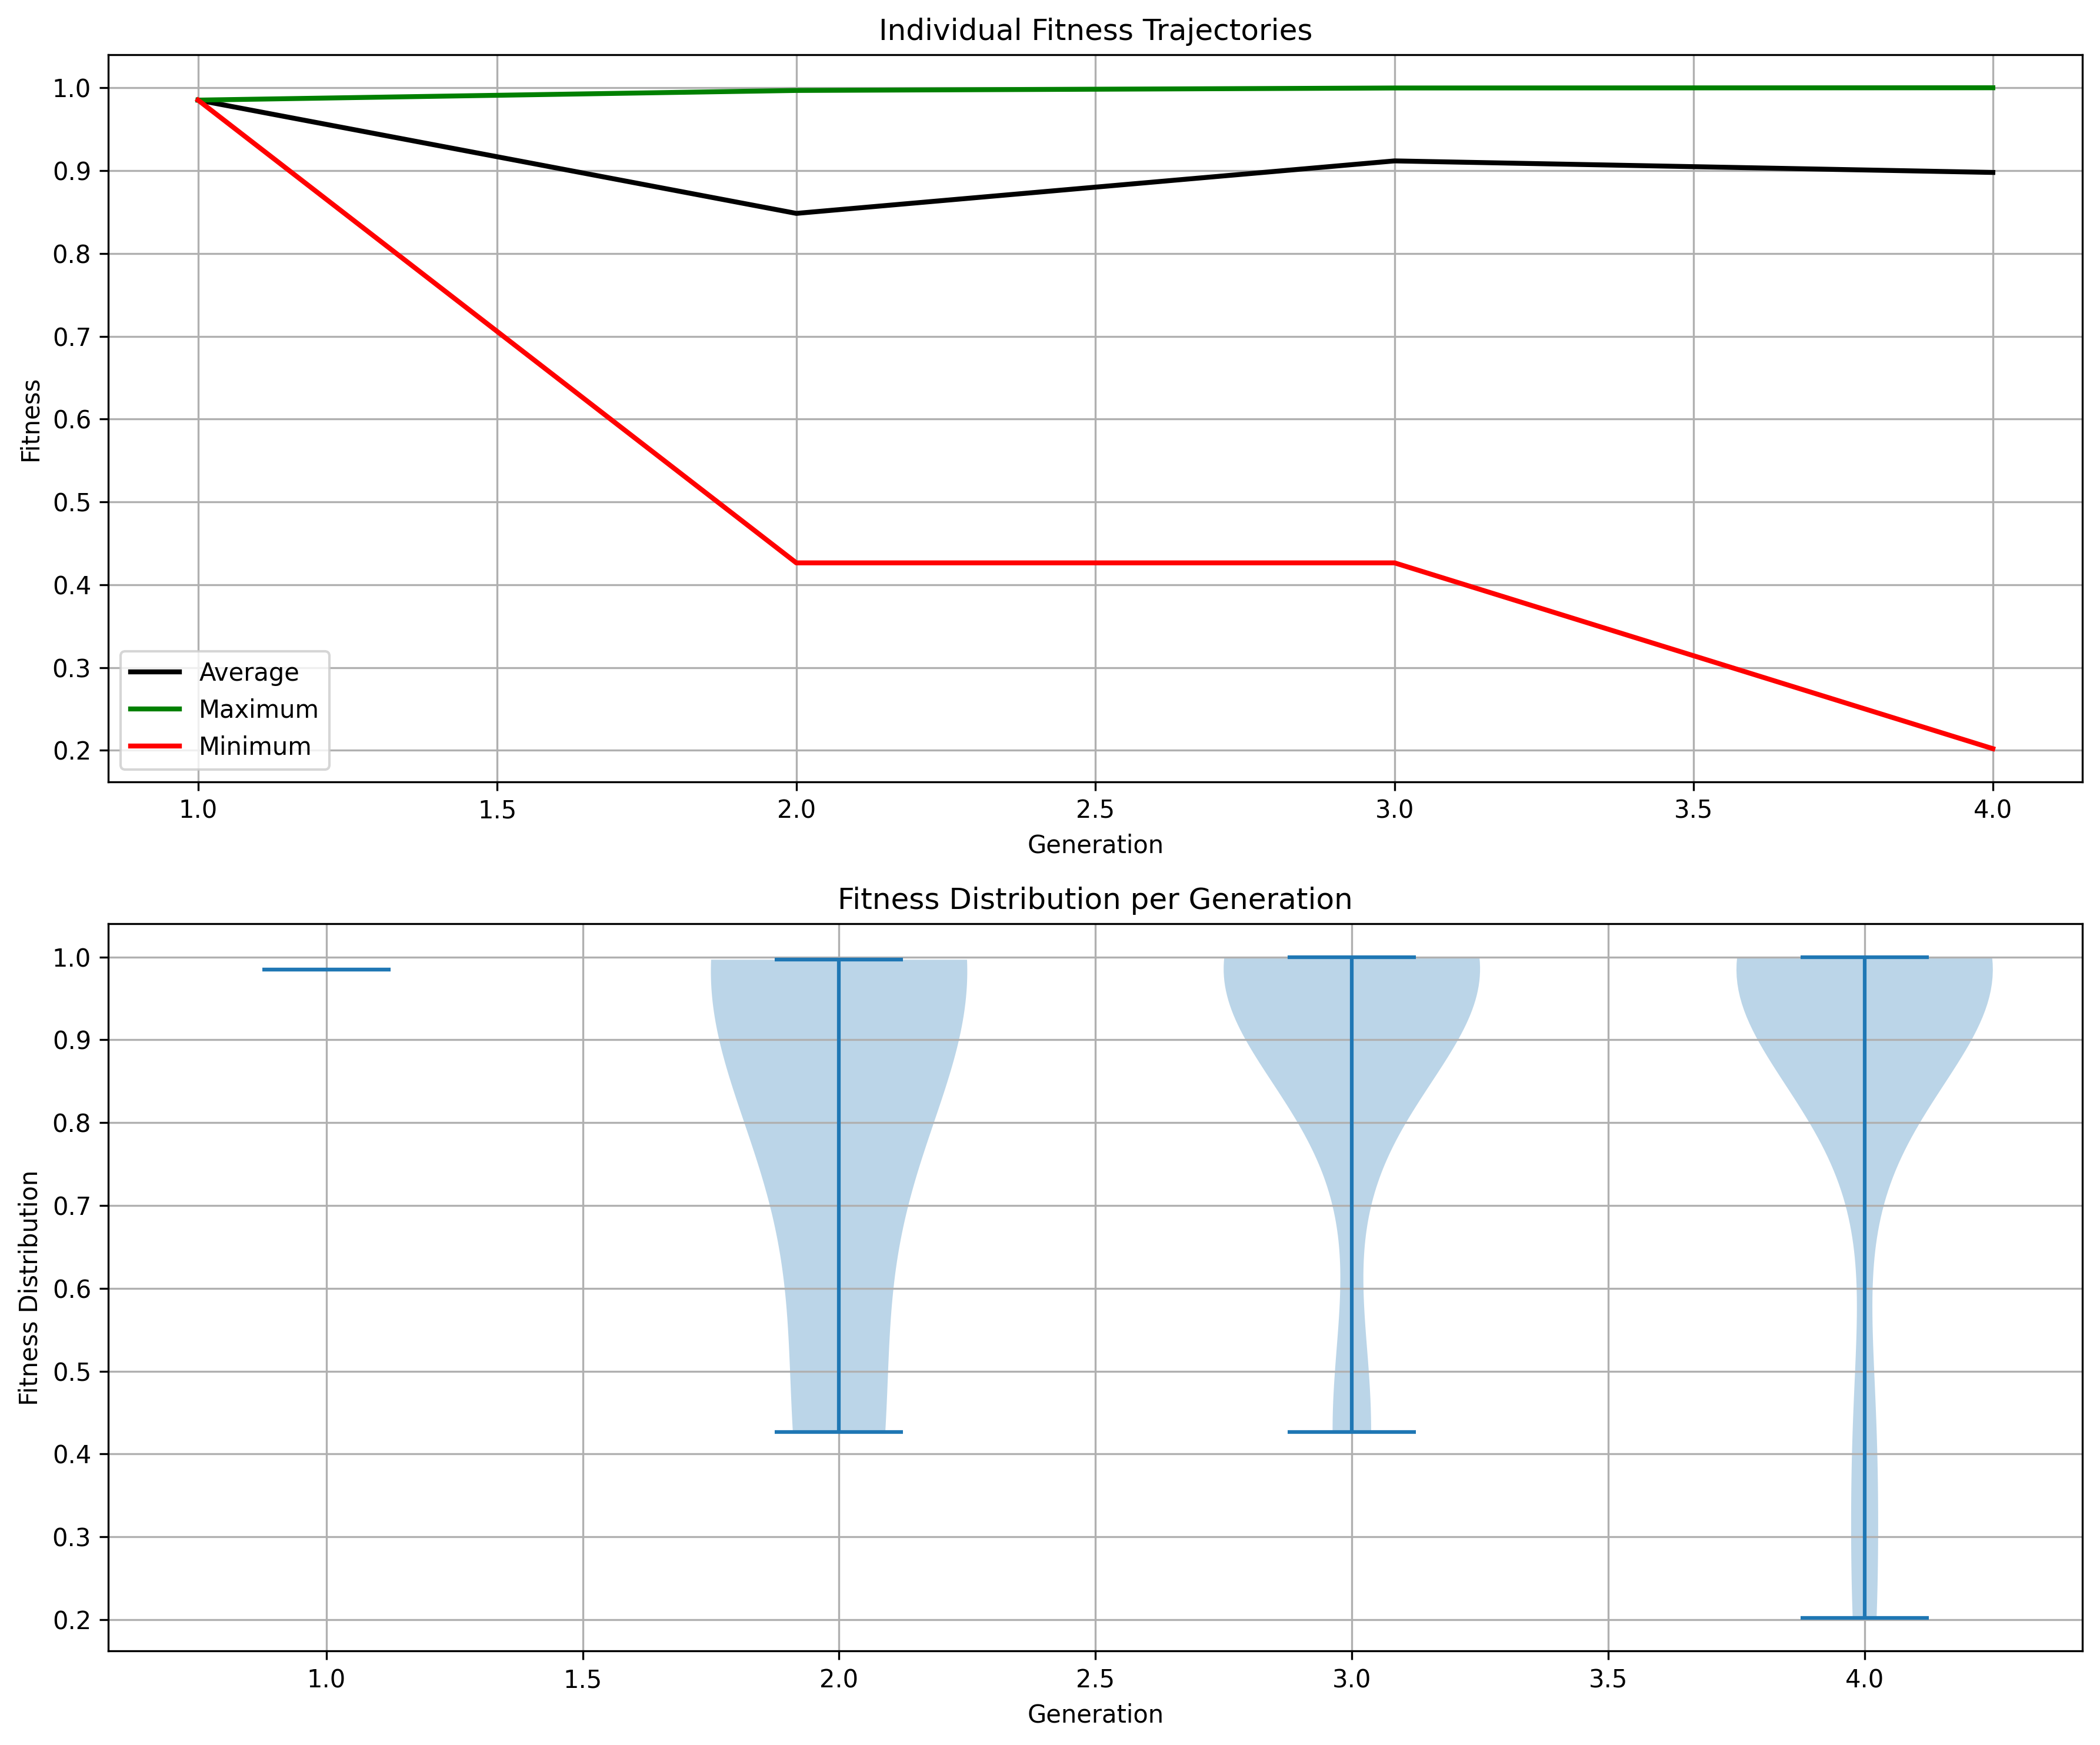 Individual Fitness Trajectories
1.0
0.9
0.8
0.7
0.6
0.5
0.4
0.3
0.2
Fitness
Average
Maximum
Minimum
1.0 1.5 2.0 2.5 3.0 3.5 4.0
Generation
Fitness Distribution per Generation
1.0
0.9
0.8
0.7
0.6
0.5
0.4
0.3
0.2
Fitness Distribution
1.0 1.5 2.0 2.5 3.0 3.5 4.0
Generation